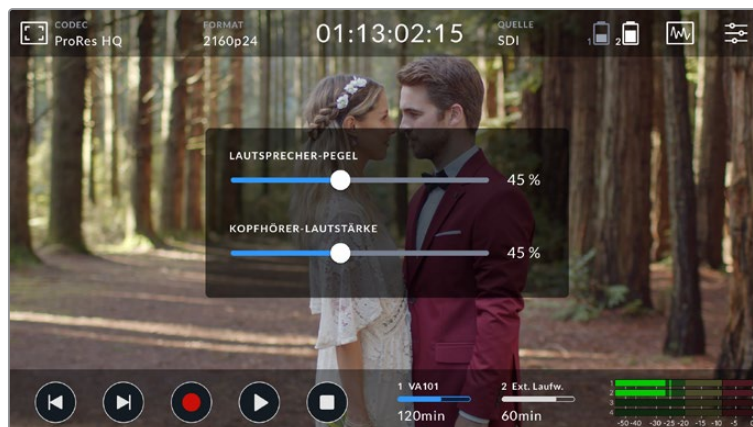 CODEC
ProRes HQ
FORMAT
2160p24
01:13:02:15
QUELLE
SDI
1
2
LAUTSPRECHER-PEGEL
45 %
KOPFHÖRER-LAUTSTÄRKE
45 %
1 VA101
120min
2 Ext. Laufw.
60min
1
2
3
4
-50 -40 -30 -25 -20 -15 -10 -5